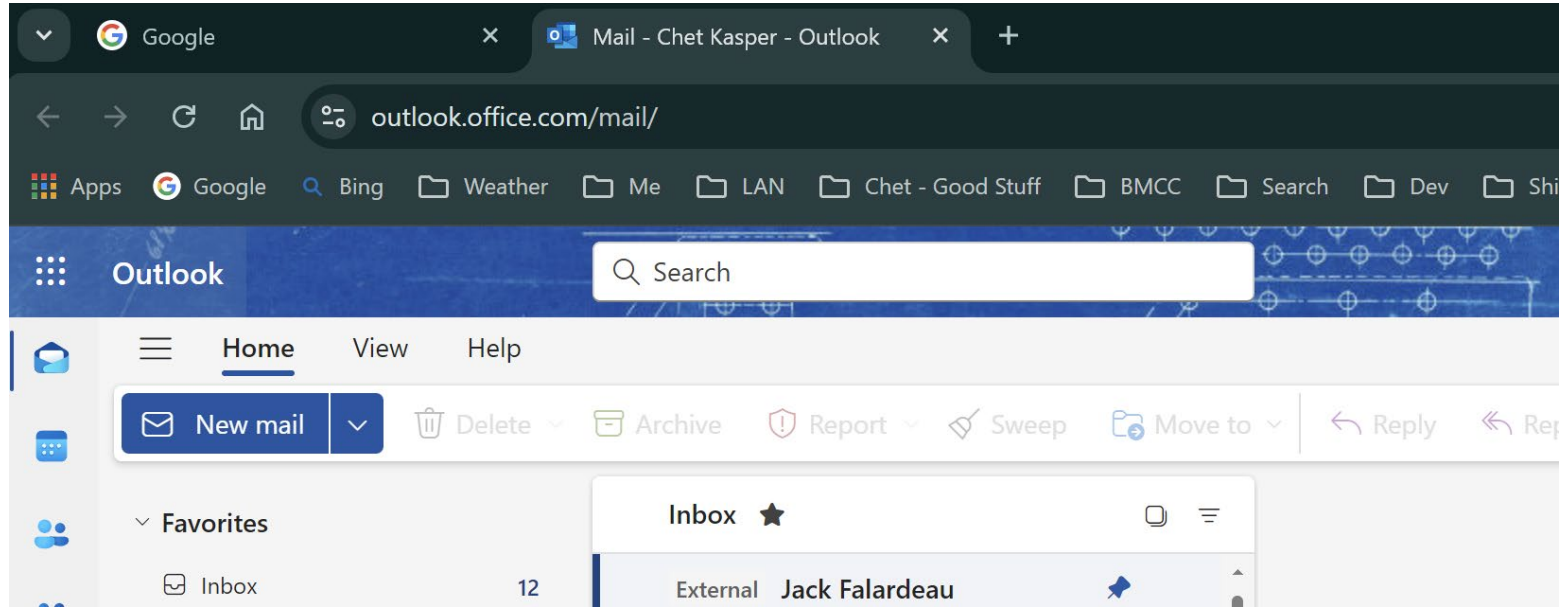 Google
Mail - Chet Kasper - Outlook
outlook.office.com/mail/
Apps Google Bing Weather Me LAN Chet - Good Stuff BMCC Search Dev Shi
Outlook Search
Home View Help
New mail Delete Archive Report Sweep Move to Reply Rep
Favorites
Inbox 12
Inbox
External Jack Falardeau